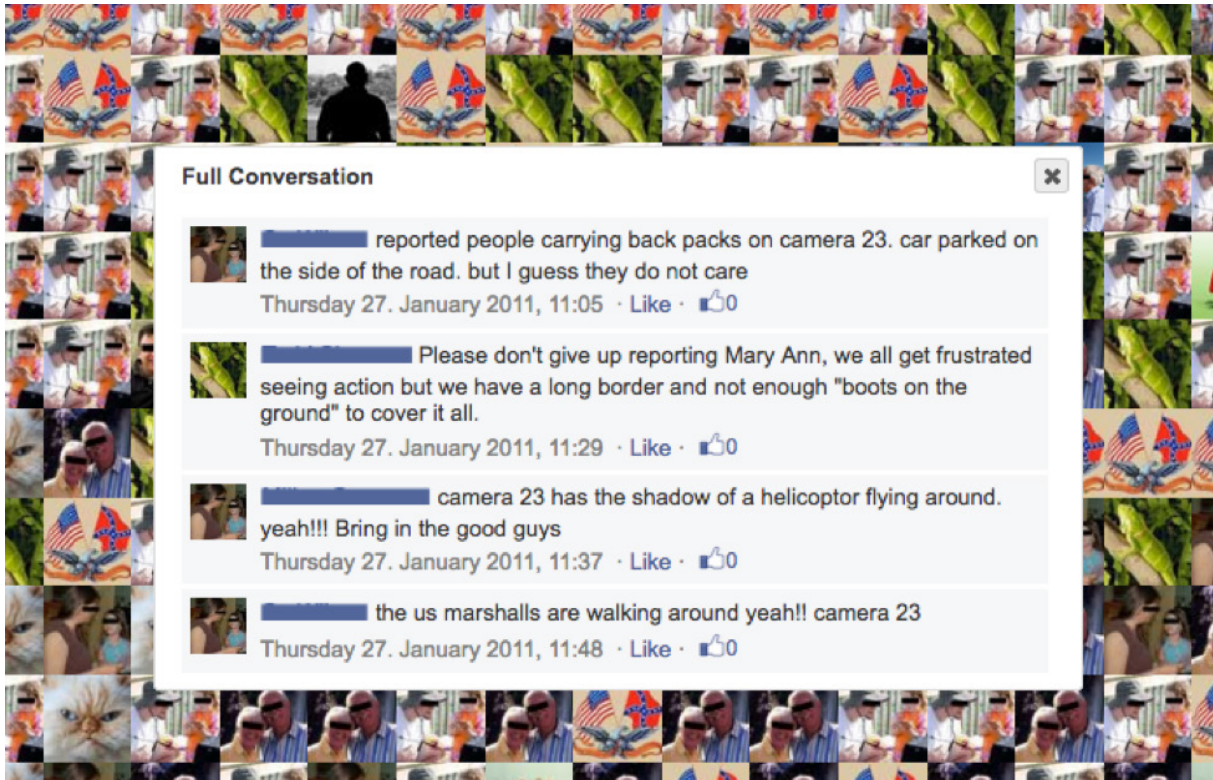 Full Conversation
reported people carrying back packs on camera 23. car parked on
the side of the road. but I guess they do not care
Thursday 27. January 2011, 11:05 · Like · 0
Please don't give up reporting Mary Ann, we all get frustrated
seeing action but we have a long border and not enough "boots on the
ground" to cover it all.
Thursday 27. January 2011, 11:29 · Like · 0
camera 23 has the shadow of a helicoptor flying around.
yeah!!! Bring in the good guys
Thursday 27. January 2011, 11:37 · Like · 0
the us marshalls are walking around yeah!! camera 23
Thursday 27. January 2011, 11:48 · Like · 0